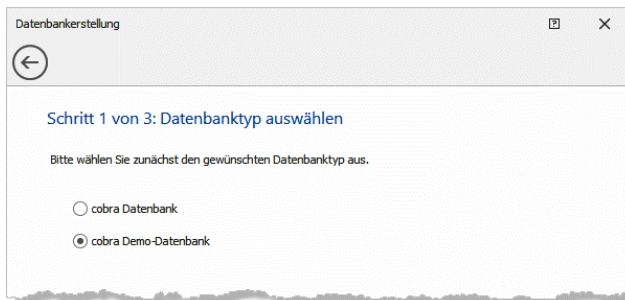 Datenbankerstellung
Schritt 1 von 3: Datenbanktyp auswählen
Bitte wählen Sie zunächst den gewünschten Datenbanktyp aus.
cobra Datenbank
cobra Demo-Datenbank